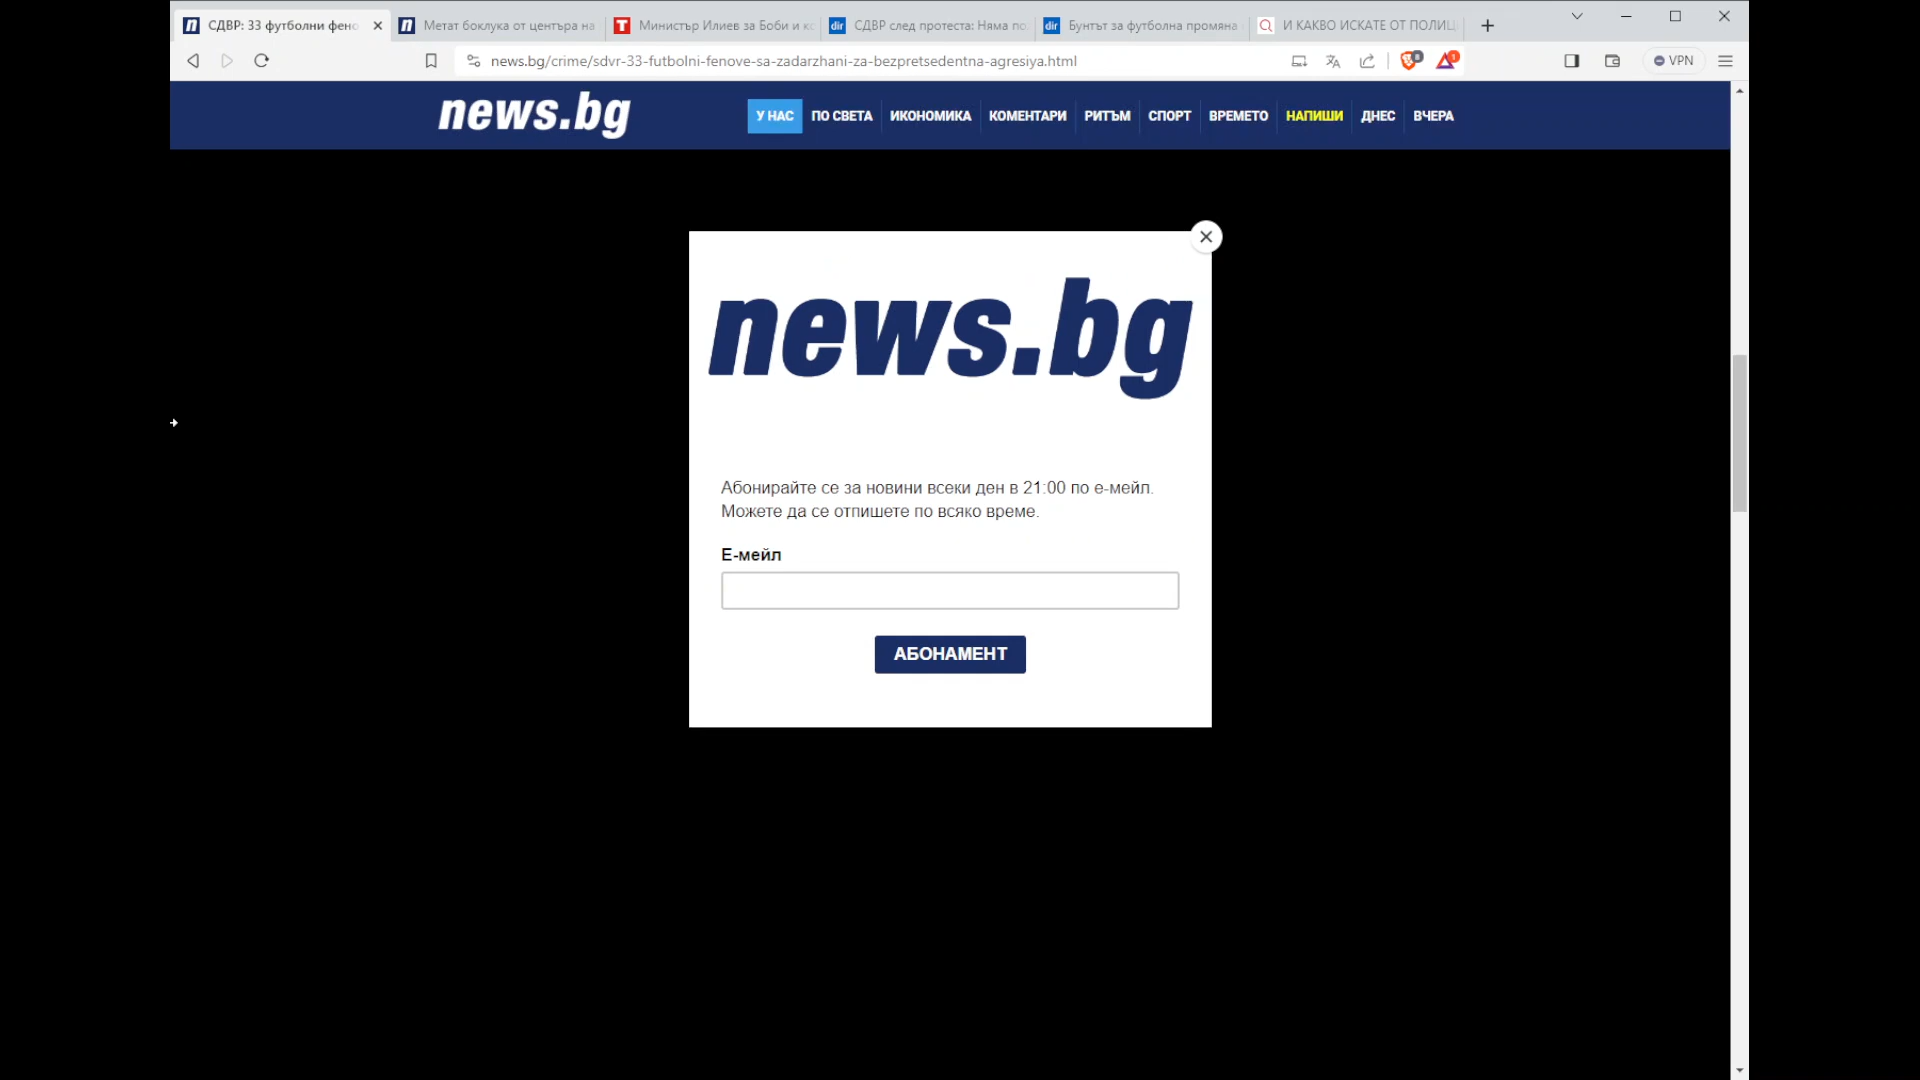 СДВР: 33 футболни фено
Метат боклука от центъра на
Министър Илиев за Боби и ко
СДВР след протеста: Няма по
Бунтът за футболна промяна
И КАКВО ИСКАТЕ ОТ ПОЛИЦ
news.bg/crime/sdvr-33-futbolni-fenove-sa-zadarzhani-za-bezpretsedentna-agresiya.html
VPN
news.bg
У НАС
ПО СВЕТА
ИКОНОМИКА
КОМЕНТАРИ
РИТЪМ
СПОРТ
ВРЕМЕТО
НАПИШИ
ДНЕС
ВЧЕРА
news.bg
Абонирайте се за новини всеки ден в 21:00 по е-мейл.
Можете да се отпишете по всяко време.
Е-мейл
АБОНАМЕНТ